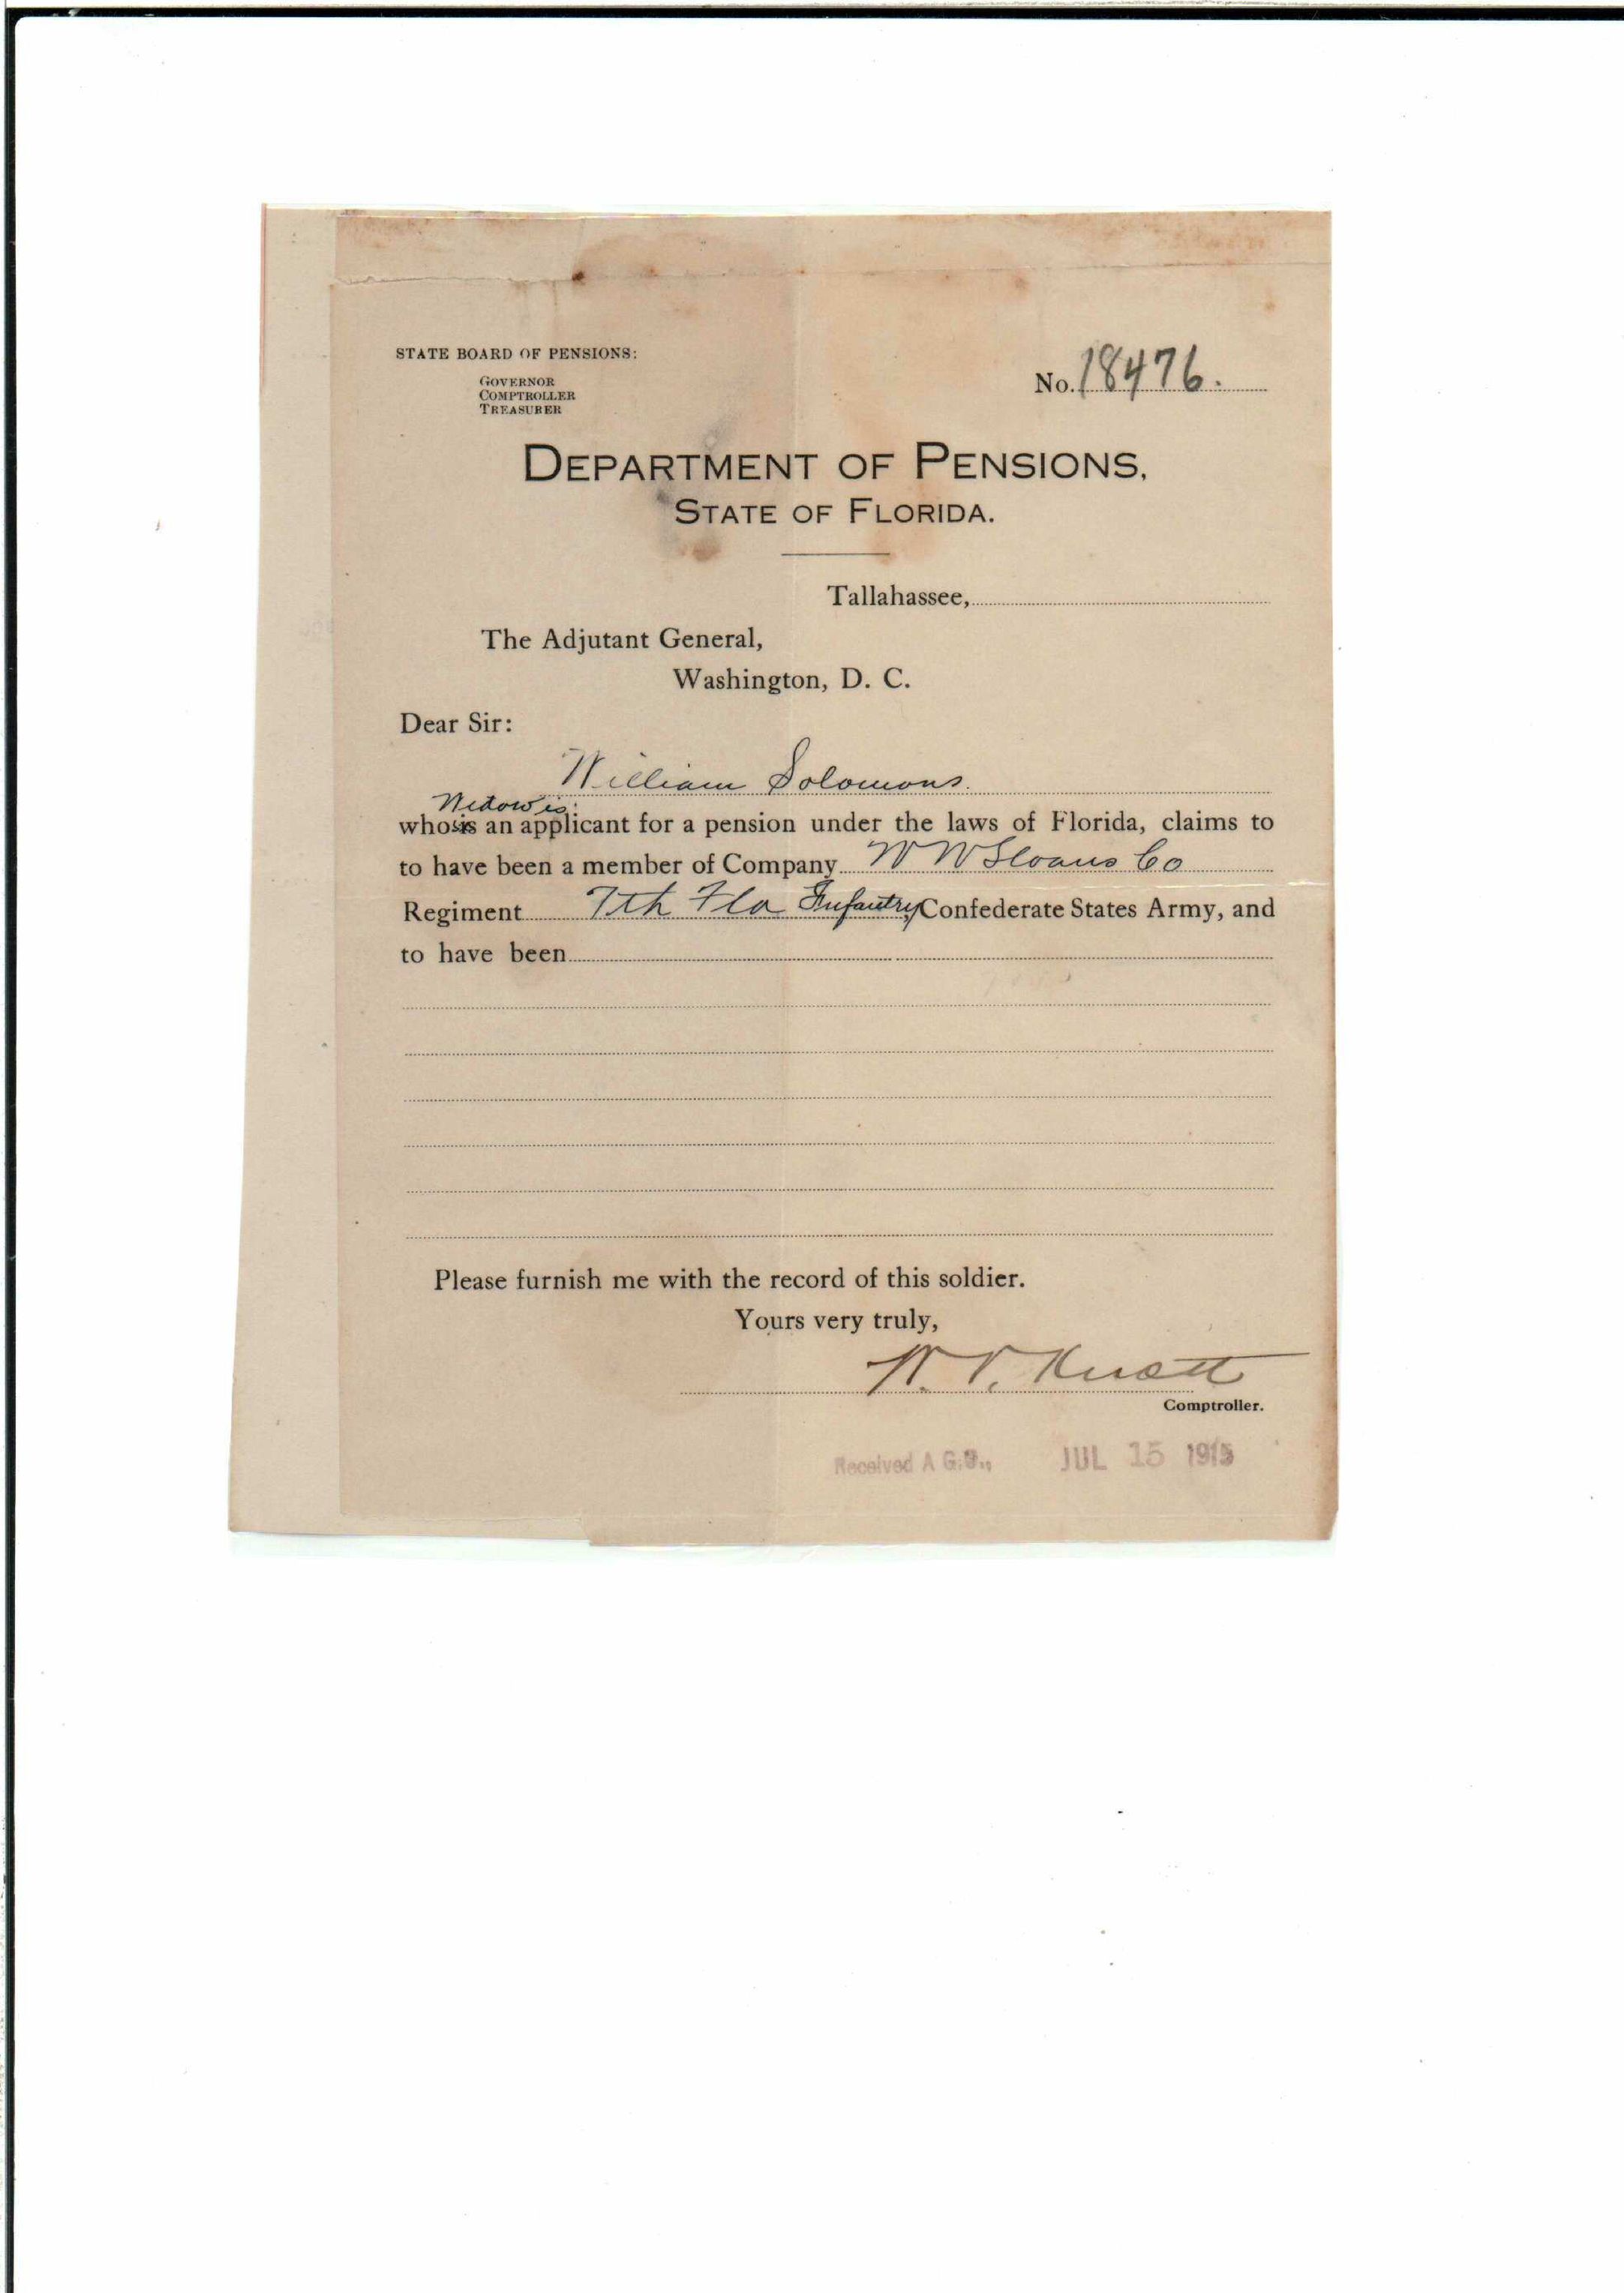 STATE BOARD OF PENSIONS:
GOVERNOR
COMPTROLLER
TREASURER
No. 18476.
DEPARTMENT OF PENSIONS,
STATE OF FLORIDA.
Tallahassee,
The Adjutant General,
Washington, D. C.
Dear Sir:
William Solomons.
Widow is
who is an applicant for a pension under the laws of Florida, claims to
to have been a member of Company W W Sloans Co
Regiment 7th Fla Infantry, Confederate States Army, and
to have been
Please furnish me with the record of this soldier.
Yours very truly,
W. V. Knott
Comptroller.
Received A. G. O., JUL 15 1915